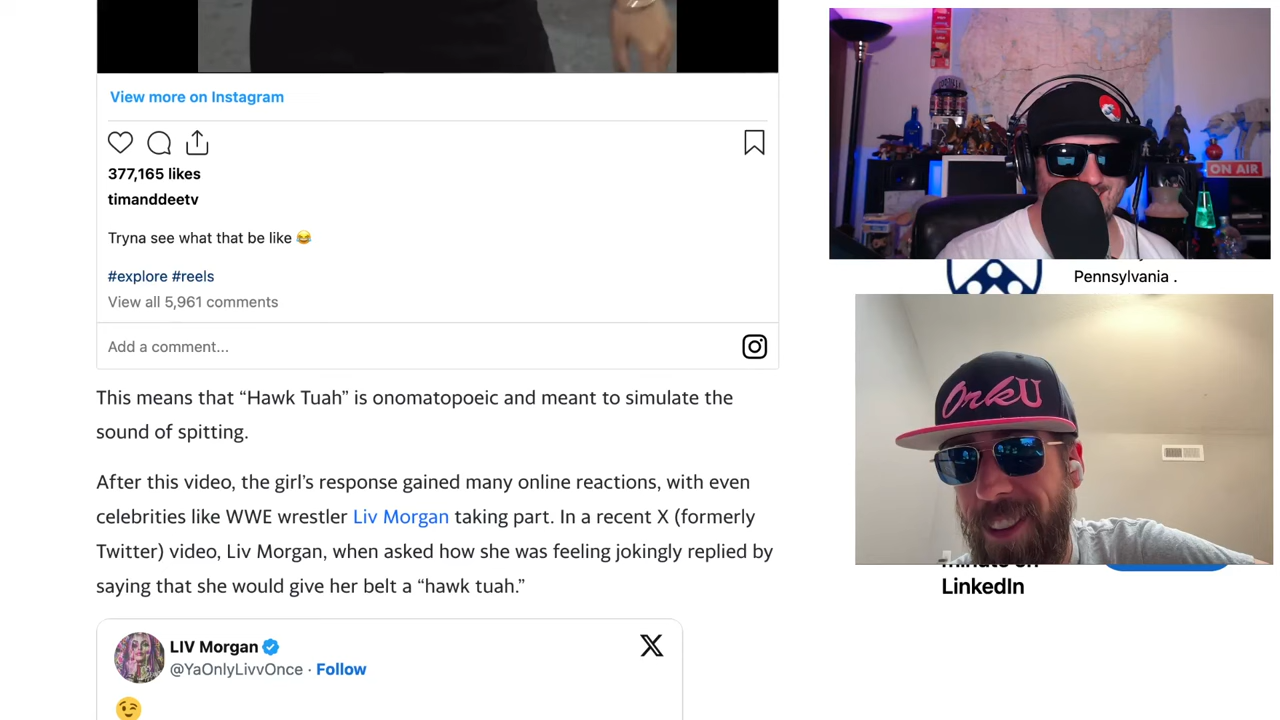 View more on Instagram
377,165 likes
timanddeetv
Tryna see what that be like 😂
#explore #reels
View all 5,961 comments
Add a comment...
This means that “Hawk Tuah” is onomatopoeic and meant to simulate the
sound of spitting.
After this video, the girl’s response gained many online reactions, with even
celebrities like WWE wrestler Liv Morgan taking part. In a recent X (formerly
Twitter) video, Liv Morgan, when asked how she was feeling jokingly replied by
saying that she would give her belt a “hawk tuah.”
LIV Morgan
@YaOnlyLivvOnce · Follow
😉
ON AIR
Pennsylvania .
OrkU
minute on
LinkedIn